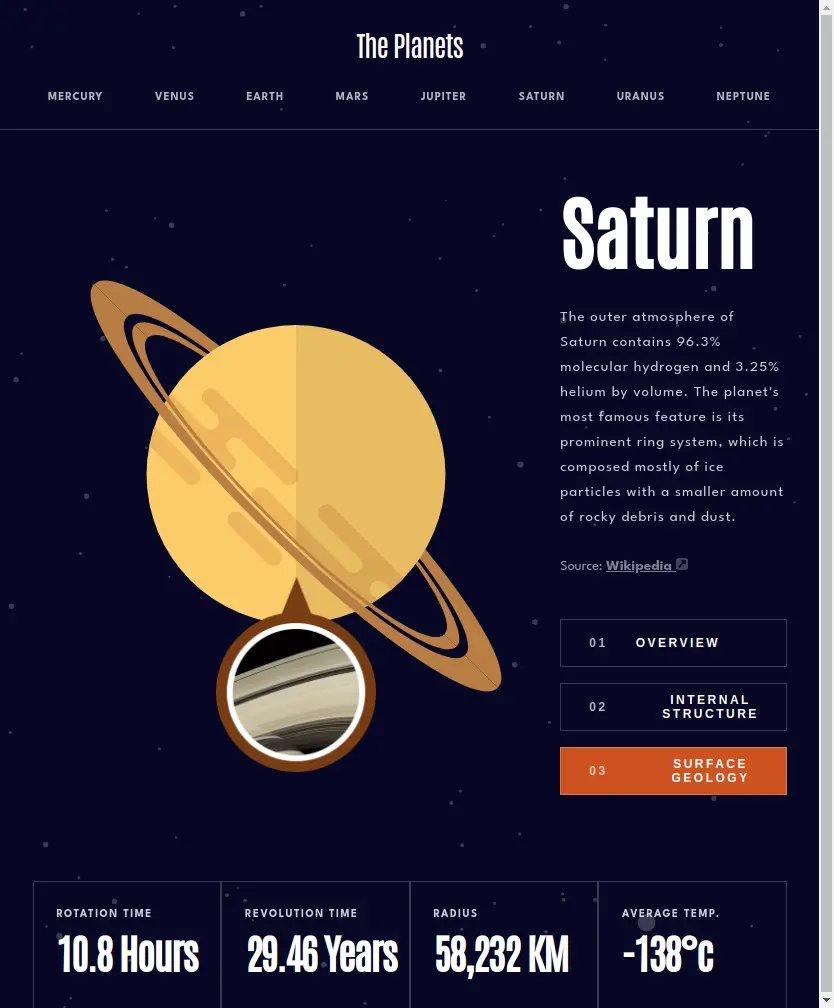 The Planets
MERCURY VENUS EARTH MARS JUPITER SATURN URANUS NEPTUNE
Saturn
The outer atmosphere of
Saturn contains 96.3%
molecular hydrogen and 3.25%
helium by volume. The planet's
most famous feature is its
prominent ring system, which is
composed mostly of ice
particles with a smaller amount
of rocky debris and dust.
Source: Wikipedia
01 OVERVIEW
02 INTERNAL
STRUCTURE
03 SURFACE
GEOLOGY
ROTATION TIME
10.8 Hours
REVOLUTION TIME
29.46 Years
RADIUS
58,232 KM
AVERAGE TEMP.
-138°c